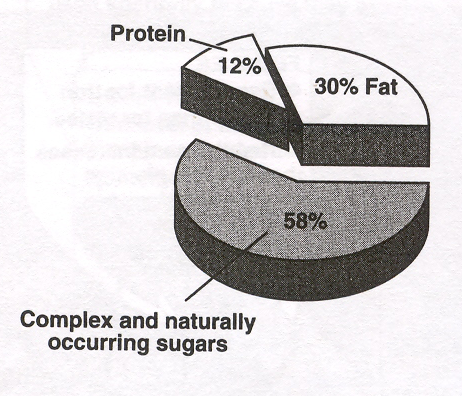 Protein
12%
30% Fat
58%
Complex and naturally
occurring sugars